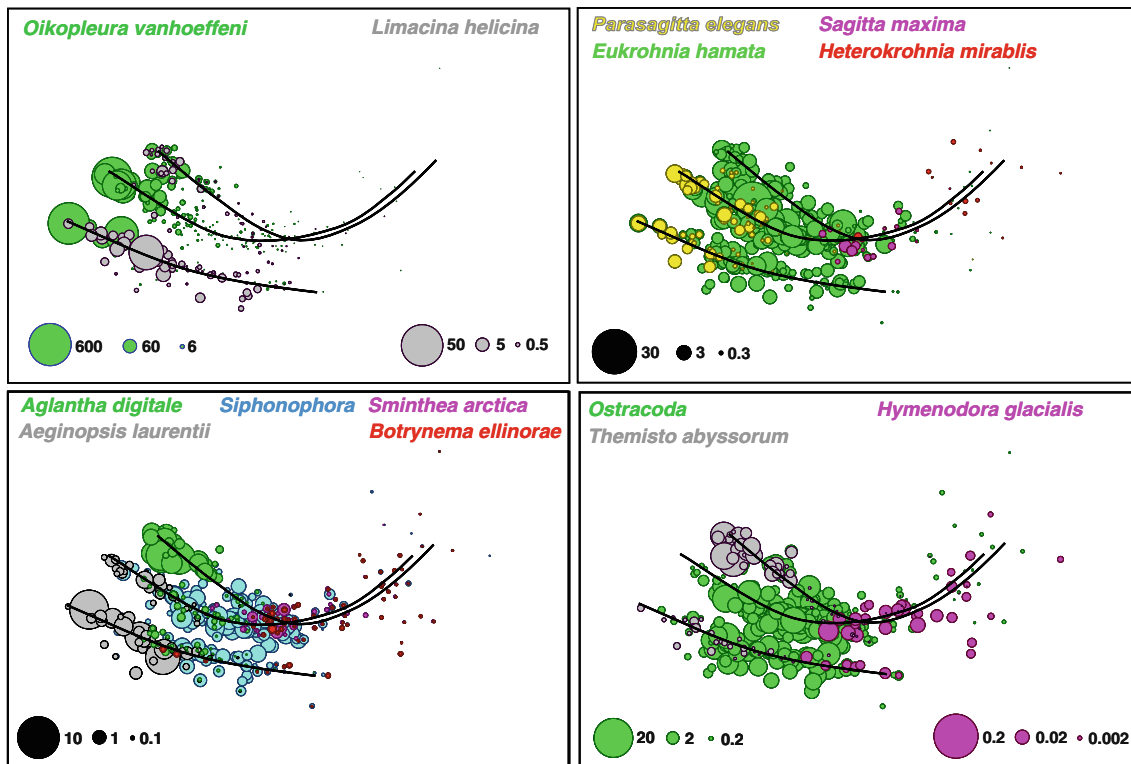 Oikopleura vanhoeffeni Limacina helicina
600 60 6 50 5 0.5
Parasagitta elegans Sagitta maxima
Eukrohnia hamata Heterokrohnia mirablis
30 3 0.3
Aglantha digitale Siphonophora Sminthea arctica
Aeginopsis laurentii Botrynema ellinorae
10 1 0.1
Ostracoda Hymenodora glacialis
Themisto abyssorum
20 2 0.2 0.2 0.02 0.002